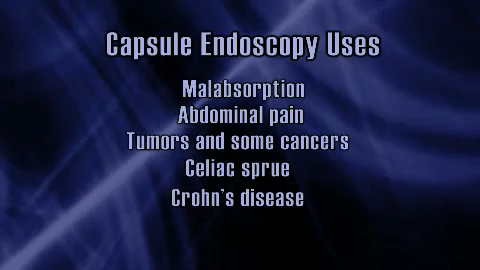 Capsule Endoscopy Uses
Malabsorption
Abdominal pain
Tumors and some cancers
Celiac sprue
Crohn's disease